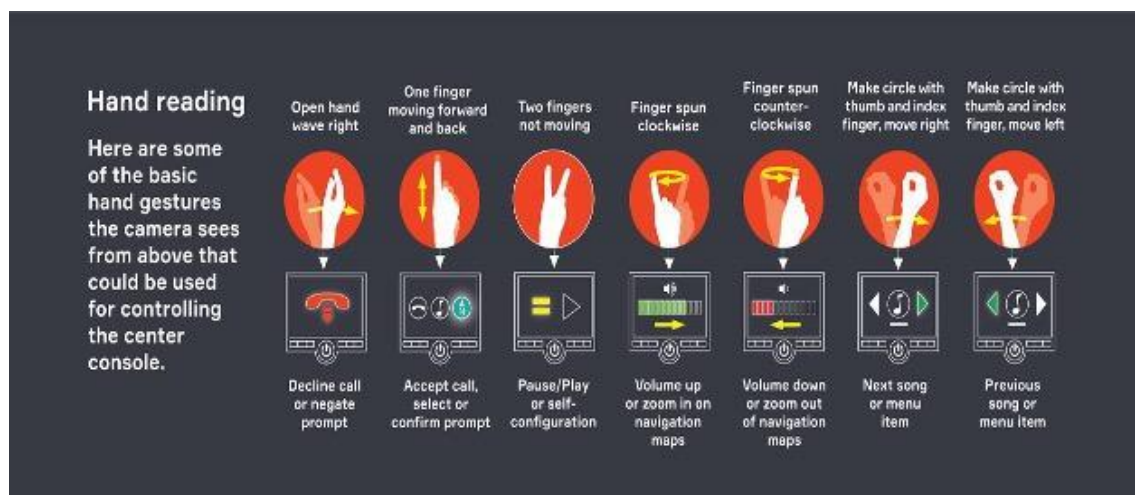 Hand reading
Here are some
of the basic
hand gestures
the camera sees
from above that
could be used
for controlling
the center
console.
Open hand
wave right
One finger
moving forward
and back
Two fingers
not moving
Finger spun
clockwise
Finger spun
counter-
clockwise
Make circle with
thumb and index
finger, move right
Make circle with
thumb and index
finger, move left
Decline call
or negate
prompt
Accept call,
select or
confirm prompt
Pause/Play
or self-
configuration
Volume up
or zoom in on
navigation
maps
Volume down
or zoom out
of navigation
maps
Next song
or menu
item
Previous
song or
menu item